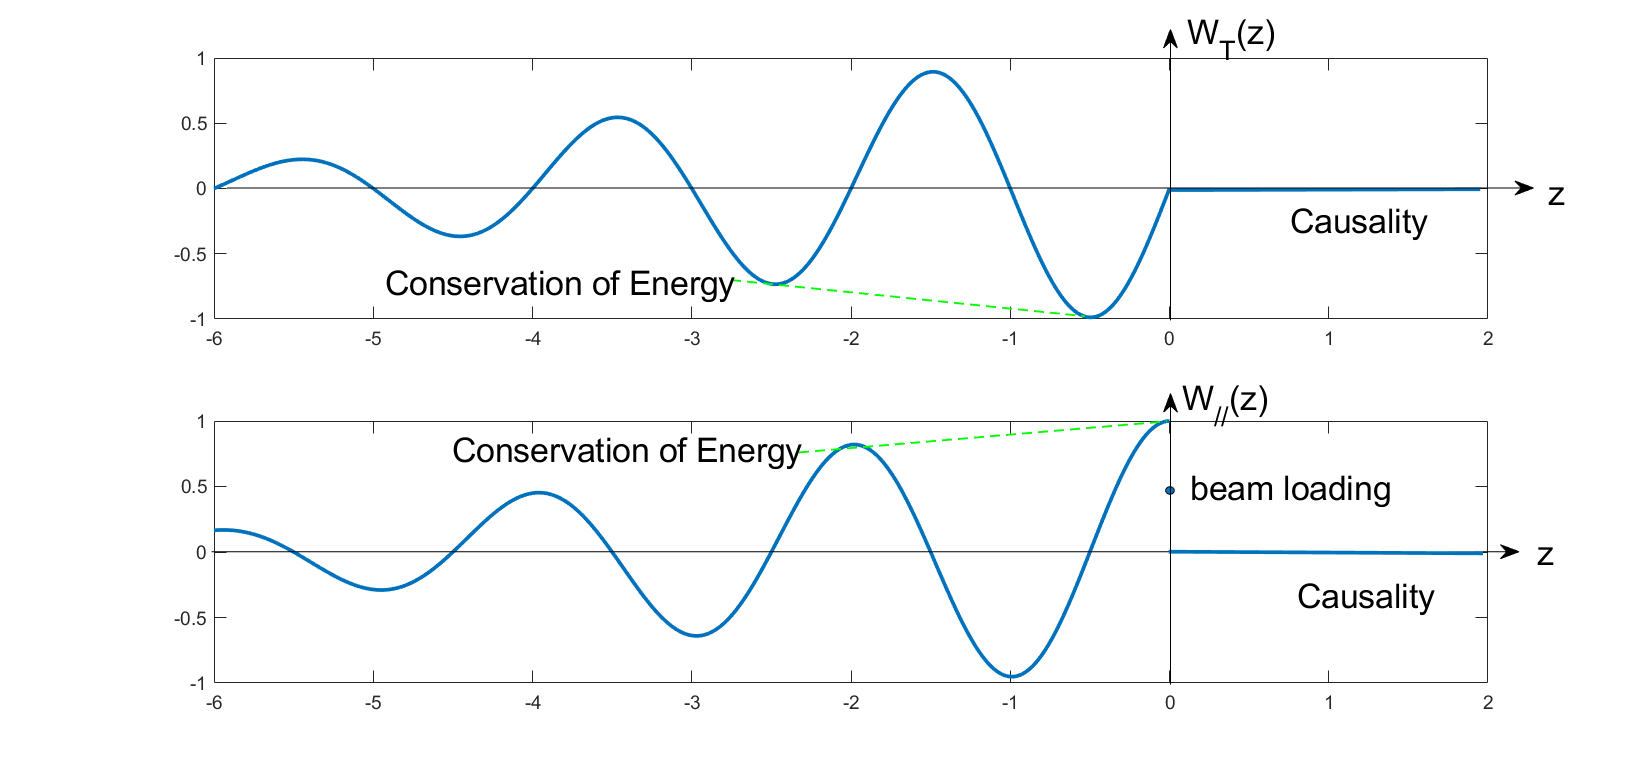 W_T(z)
1
0.5
0
-0.5
-1
z
Causality
Conservation of Energy
-6 -5 -4 -3 -2 -1 0 1 2
W_//(z)
1
0.5
0
-0.5
-1
Conservation of Energy
beam loading
z
Causality
-6 -5 -4 -3 -2 -1 0 1 2